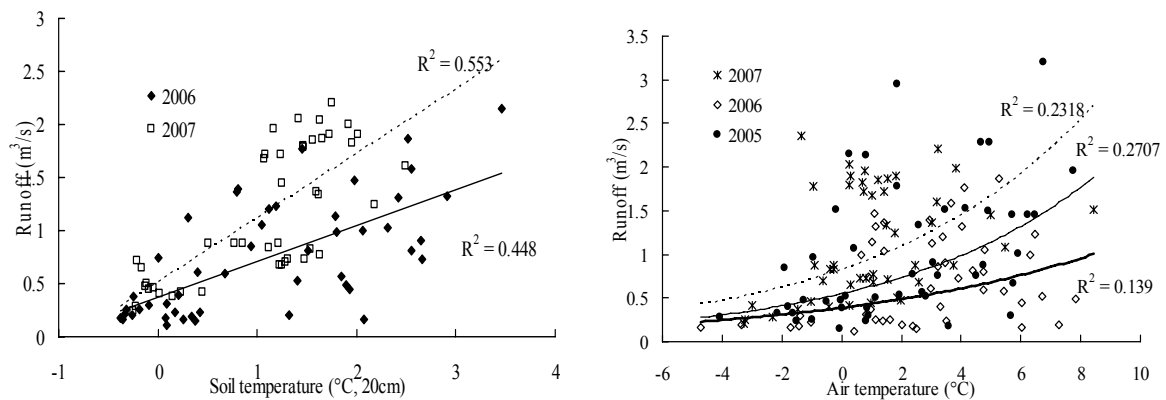 3
2.5
2
1.5
1
0.5
0
-1 0 1 2 3 4
Runoff (m³/s)
Soil temperature (°C, 20cm)
2006
2007
R² = 0.553
R² = 0.448
3.5
3
2.5
2
1.5
1
0.5
0
-6 -4 -2 0 2 4 6 8 10
Runoff (m³/s)
Air temperature (°C)
2007
2006
2005
R² = 0.2318
R² = 0.2707
R² = 0.139